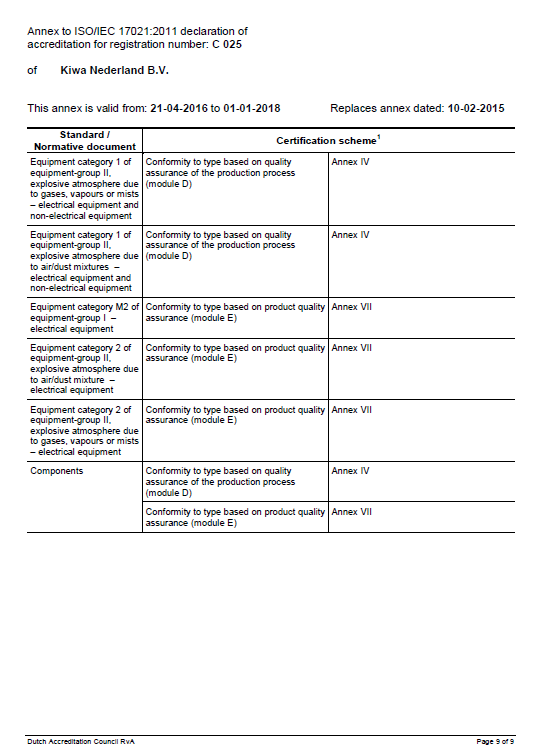 Annex to ISO/IEC 17021:2011 declaration of
accreditation for registration number: C 025
of Kiwa Nederland B.V.
This annex is valid from: 21-04-2016 to 01-01-2018 Replaces annex dated: 10-02-2015
Standard /
Normative document
Certification scheme1
Equipment category 1 of
equipment-group II,
explosive atmosphere due
to gases, vapours or mists
– electrical equipment and
non-electrical equipment
Conformity to type based on quality
assurance of the production process
(module D)
Annex IV
Equipment category 1 of
equipment-group II,
explosive atmosphere due
to air/dust mixtures –
electrical equipment and
non-electrical equipment
Conformity to type based on quality
assurance of the production process
(module D)
Annex IV
Equipment category M2 of
equipment-group I –
electrical equipment
Conformity to type based on product quality
assurance (module E)
Annex VII
Equipment category 2 of
equipment-group II,
explosive atmosphere due
to air/dust mixture –
electrical equipment
Conformity to type based on product quality
assurance (module E)
Annex VII
Equipment category 2 of
equipment-group II,
explosive atmosphere due
to gases, vapours or mists
– electrical equipment
Conformity to type based on product quality
assurance (module E)
Annex VII
Components
Conformity to type based on quality
assurance of the production process
(module D)
Annex IV
Conformity to type based on product quality
assurance (module E)
Annex VII
Dutch Accreditation Council RvA Page 9 of 9